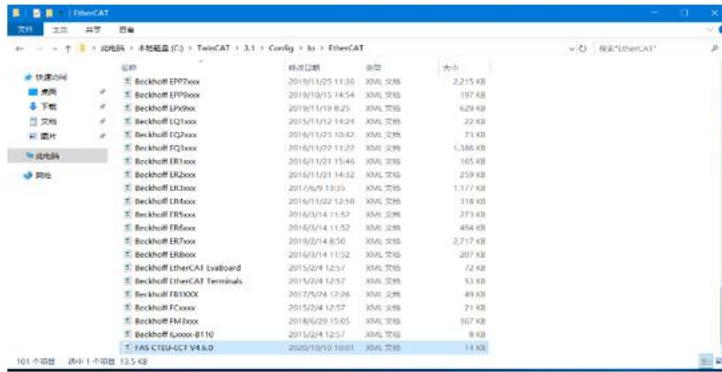 EtherCAT
文件 主页 共享 查看
此电脑 > 本地磁盘 (C:) > TwinCAT > 3.1 > Config > Io > EtherCAT 搜索"EtherCAT"
名称 修改日期 类型 大小
快速访问
桌面
下载
文档
图片
此电脑
网络
Beckhoff EPP7xxx 2019/11/25 11:36 XML 文档 2,215 KB
Beckhoff EPP9xxx 2019/10/15 14:54 XML 文档 197 KB
Beckhoff EPx9xx 2019/11/19 8:25 XML 文档 629 KB
Beckhoff EQ1xxx 2015/11/12 14:24 XML 文档 22 KB
Beckhoff EQ2xxx 2016/11/23 10:42 XML 文档 73 KB
Beckhoff EQ3xxx 2016/11/22 11:22 XML 文档 1,386 KB
Beckhoff ER1xxx 2016/11/21 15:46 XML 文档 165 KB
Beckhoff ER2xxx 2016/11/21 14:32 XML 文档 259 KB
Beckhoff ER3xxx 2017/6/9 13:35 XML 文档 1,177 KB
Beckhoff ER4xxx 2016/11/22 12:50 XML 文档 318 KB
Beckhoff ER5xxx 2016/3/14 11:52 XML 文档 273 KB
Beckhoff ER6xxx 2016/3/14 11:52 XML 文档 494 KB
Beckhoff ER7xxx 2019/2/14 8:50 XML 文档 2,717 KB
Beckhoff ER8xxx 2016/3/14 11:52 XML 文档 207 KB
Beckhoff EtherCAT EvaBoard 2015/2/4 12:57 XML 文档 72 KB
Beckhoff EtherCAT Terminals 2015/2/4 12:57 XML 文档 53 KB
Beckhoff FB1XXX 2017/5/24 12:26 XML 文档 49 KB
Beckhoff FCxxxx 2015/2/4 12:57 XML 文档 21 KB
Beckhoff FM3xxx 2018/6/29 15:05 XML 文档 367 KB
Beckhoff ILxxxx-B110 2015/2/4 12:57 XML 文档 8 KB
FAS CTEU-ECT V4.6.0 2020/10/10 10:01 XML 文档 14 KB
101 个项目 选中 1 个项目 13.5 KB